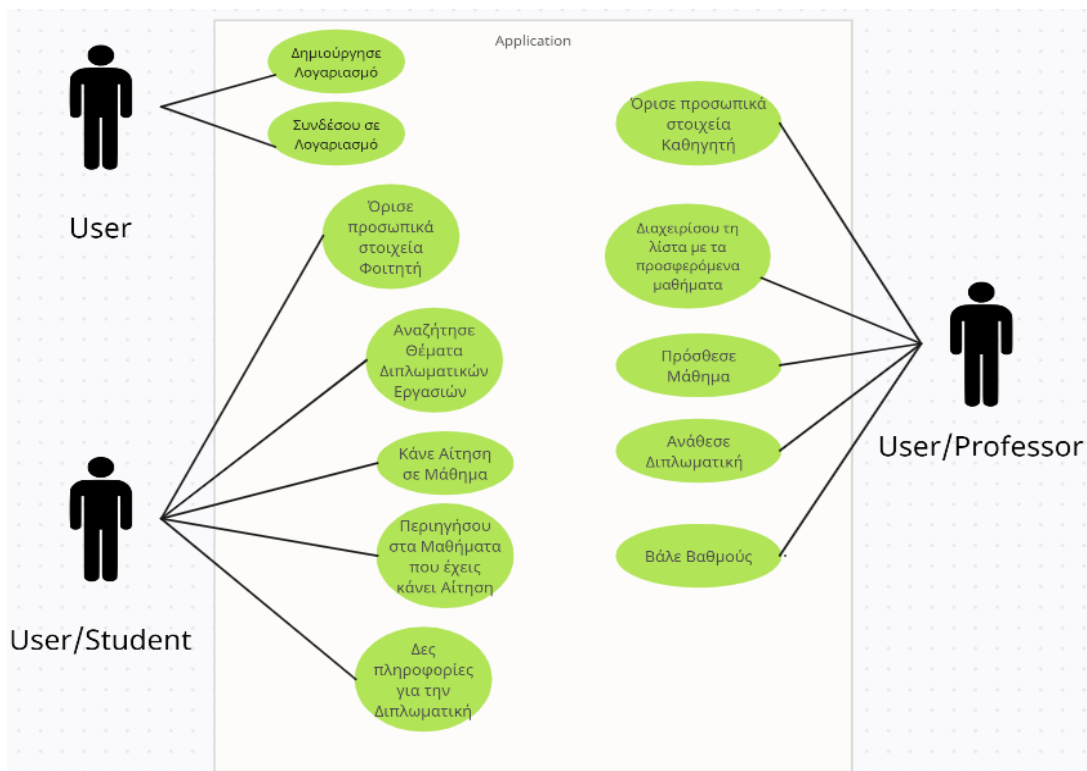 Application
Δημιούργησε
Λογαριασμό
Συνδέσου σε
Λογαριασμό
User
Όρισε
προσωπικά
στοιχεία
Φοιτητή
Αναζήτησε
Θέματα
Διπλωματικών
Εργασιών
Κάνε Αίτηση
σε Μάθημα
Περιηγήσου
στα Μαθήματα
που έχεις
κάνει Αίτηση
Δες
πληροφορίες
για την
Διπλωματική
User/Student
Όρισε προσωπικά
στοιχεία
Καθηγητή
Διαχειρίσου τη
λίστα με τα
προσφερόμενα
μαθήματα
Πρόσθεσε
Μάθημα
Ανάθεσε
Διπλωματική
Βάλε Βαθμούς
User/Professor